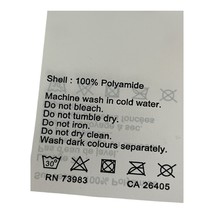 Shell : 100% Polyamide
Machine wash in cold water.
Do not bleach.
Do not tumble dry.
Do not iron.
Do not dry clean.
Wash dark colours separately.
30°
RN 73983 CA 26405